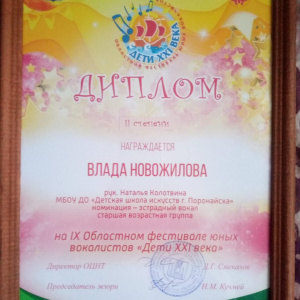 ДЕТИ XXI ВЕКА
ДИПЛОМ
II степени
НАГРАЖДАЕТСЯ
ВЛАДА НОВОЖИЛОВА
рук. Наталья Колотвина
МБОУ ДО «Детская школа искусств г. Поронайска»
номинация – эстрадный вокал
старшая возрастная группа
на IX Областном фестивале юных
вокалистов «Дети XXI века»
Директор ОЦНТ
Председатель жюри
Н.М. Кучмей